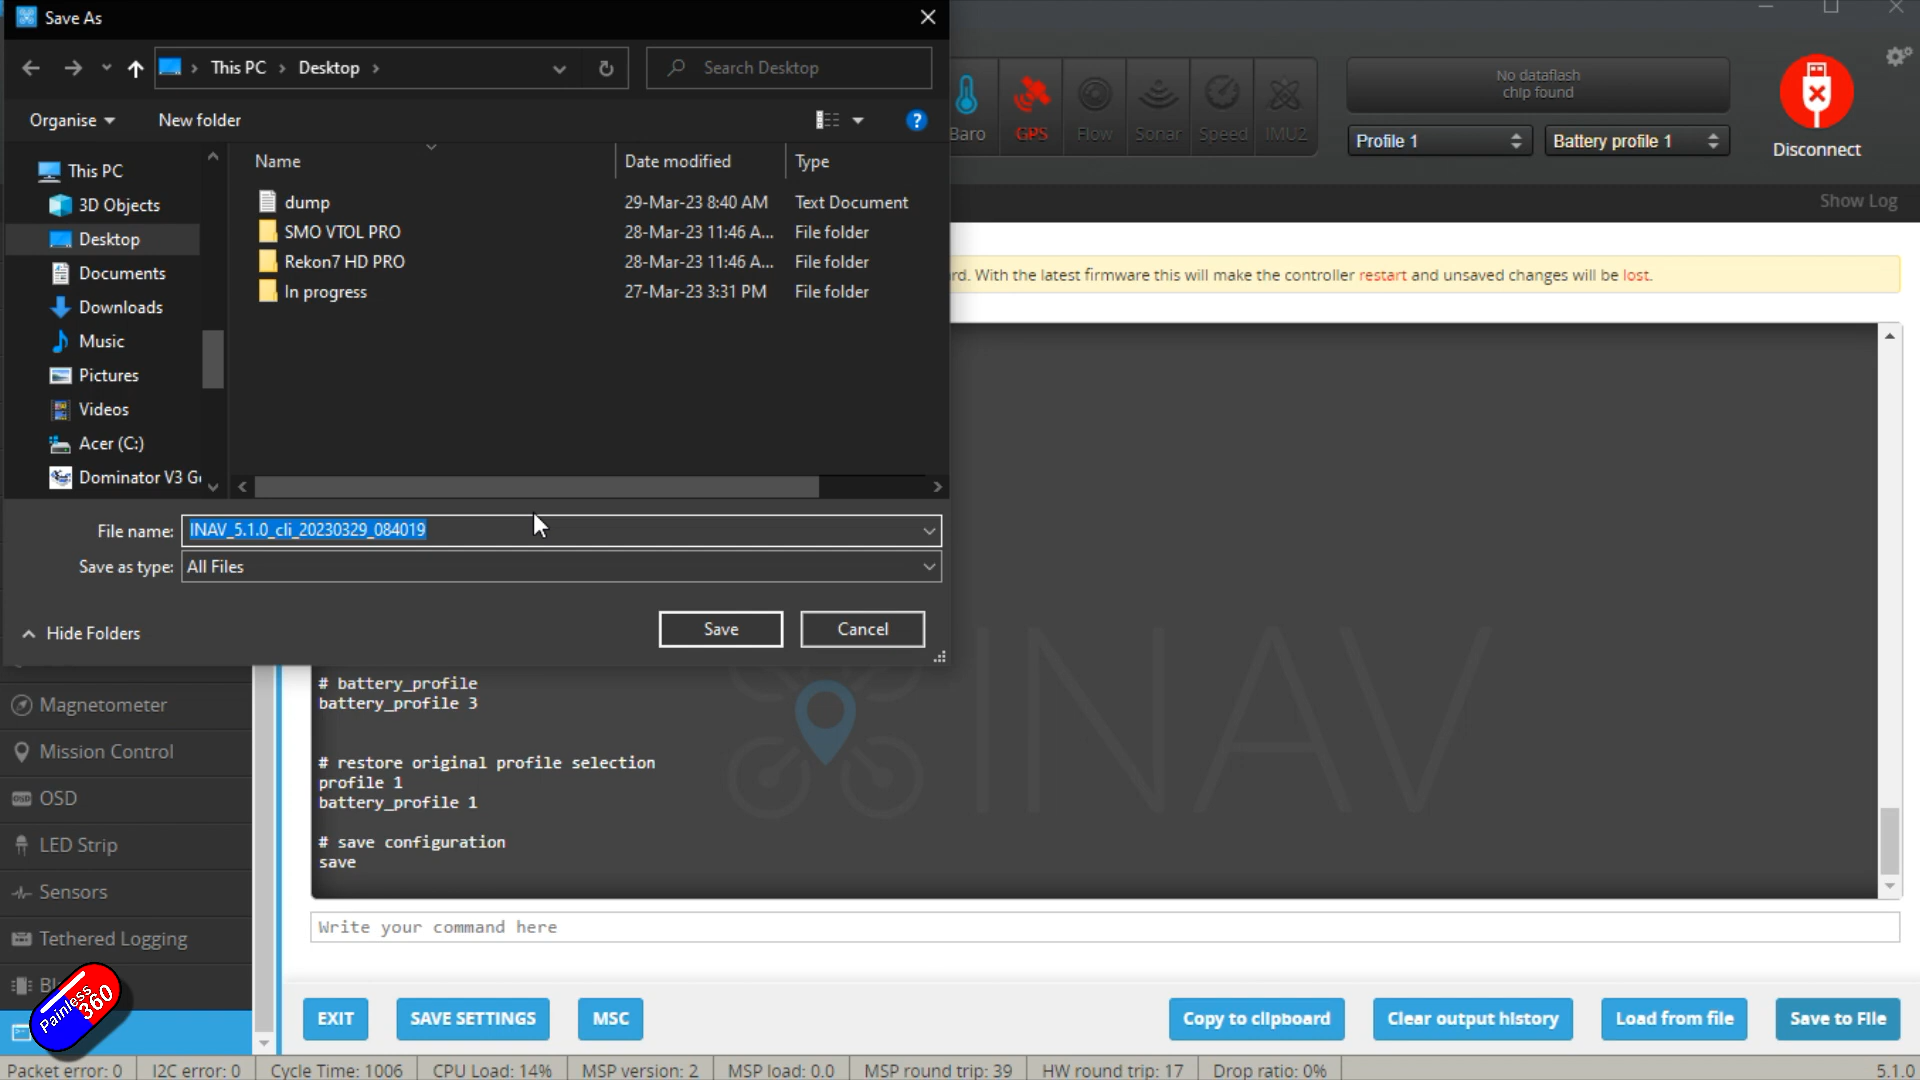 Save As
This PC
Desktop
Search Desktop
Organise
New folder
?
Name
Date modified
Type
This PC
3D Objects
Desktop
Documents
Downloads
Music
Pictures
Videos
Acer (C:)
Dominator V3 G
dump
29-Mar-23 8:40 AM
Text Document
SMO VTOL PRO
28-Mar-23 11:46 A...
File folder
Rekon7 HD PRO
28-Mar-23 11:46 A...
File folder
In progress
27-Mar-23 3:31 PM
File folder
File name:
INAV_5.1.0_cli_20230329_084019
Save as type:
All Files
Hide Folders
Save
Cancel
Baro
GPS
Flow
Sonar
Speed
IMU2
No dataflash
chip found
Profile 1
Battery profile 1
Disconnect
Show Log
rd. With the latest firmware this will make the controller restart and unsaved changes will be lost.
Magnetometer
Mission Control
OSD
OSD
LED Strip
Sensors
Tethered Logging
Bl
Painless
360
# battery_profile
battery_profile 3
# restore original profile selection
profile 1
battery_profile 1
# save configuration
save
INAV
Write your command here
EXIT
SAVE SETTINGS
MSC
Copy to clipboard
Clear output history
Load from file
Save to File
Packet error: 0
I2C error: 0
Cycle Time: 1006
CPU Load: 14%
MSP version: 2
MSP load: 0.0
MSP round trip: 39
HW round trip: 17
Drop ratio: 0%
5.1.0